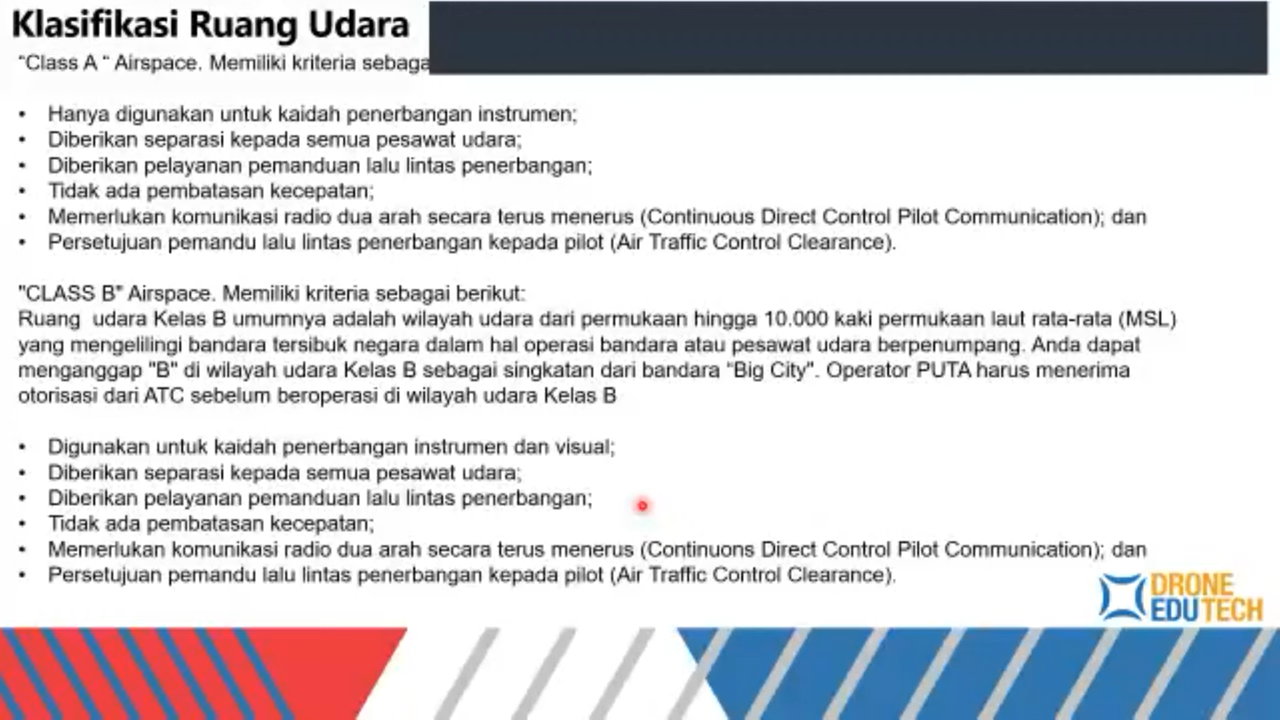 Klasifikasi Ruang Udara
“Class A “ Airspace. Memiliki kriteria sebaga
• Hanya digunakan untuk kaidah penerbangan instrumen;
• Diberikan separasi kepada semua pesawat udara;
• Diberikan pelayanan pemanduan lalu lintas penerbangan;
• Tidak ada pembatasan kecepatan;
• Memerlukan komunikasi radio dua arah secara terus menerus (Continuous Direct Control Pilot Communication); dan
• Persetujuan pemandu lalu lintas penerbangan kepada pilot (Air Traffic Control Clearance).
"CLASS B" Airspace. Memiliki kriteria sebagai berikut:
Ruang udara Kelas B umumnya adalah wilayah udara dari permukaan hingga 10.000 kaki permukaan laut rata-rata (MSL)
yang mengelilingi bandara tersibuk negara dalam hal operasi bandara atau pesawat udara berpenumpang. Anda dapat
menganggap "B" di wilayah udara Kelas B sebagai singkatan dari bandara “Big City". Operator PUTA harus menerima
otorisasi dari ATC sebelum beroperasi di wilayah udara Kelas B
• Digunakan untuk kaidah penerbangan instrumen dan visual;
• Diberikan separasi kepada semua pesawat udara;
• Diberikan pelayanan pemanduan lalu lintas penerbangan;
• Tidak ada pembatasan kecepatan;
• Memerlukan komunikasi radio dua arah secara terus menerus (Continuons Direct Control Pilot Communication); dan
• Persetujuan pemandu lalu lintas penerbangan kepada pilot (Air Traffic Control Clearance).
DRONE
EDUTECH